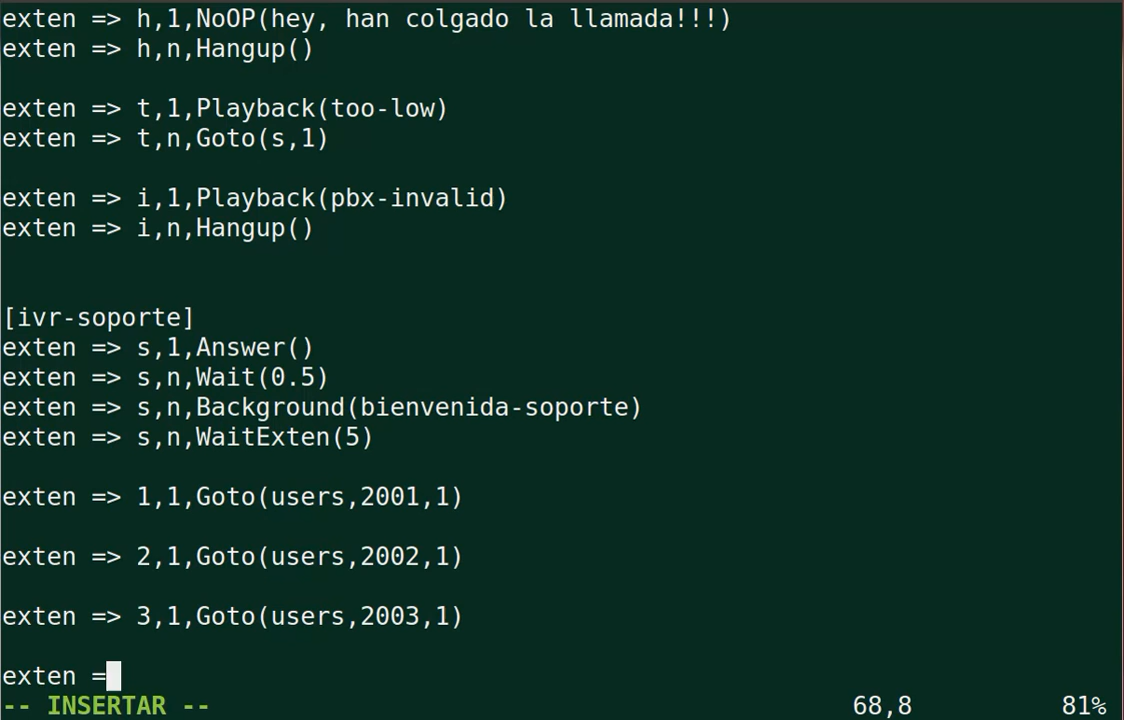 exten => h,1,NoOP(hey, han colgado la llamada!!!)
exten => h,n,Hangup()
exten => t,1,Playback(too-low)
exten => t,n,Goto(s,1)
exten => i,1,Playback(pbx-invalid)
exten => i,n,Hangup()
[ivr-soporte]
exten => s,1,Answer()
exten => s,n,Wait(0.5)
exten => s,n,Background(bienvenida-soporte)
exten => s,n,WaitExten(5)
exten => 1,1,Goto(users,2001,1)
exten => 2,1,Goto(users,2002,1)
exten => 3,1,Goto(users,2003,1)
exten =
-- INSERTAR -- 68,8 81%